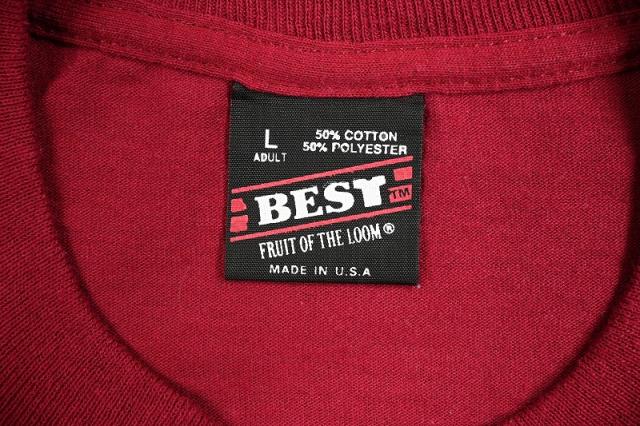 L
ADULT
50% COTTON
50% POLYESTER
BEST TM
FRUIT OF THE LOOM®
MADE IN U.S.A